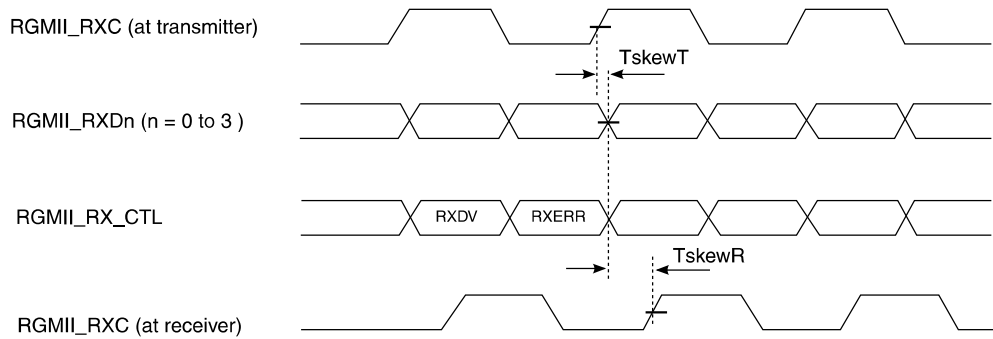 RGMII_RXC (at transmitter)
TskewT
RGMII_RXDn (n = 0 to 3 )
RGMII_RX_CTL
RXDV
RXERR
TskewR
RGMII_RXC (at receiver)